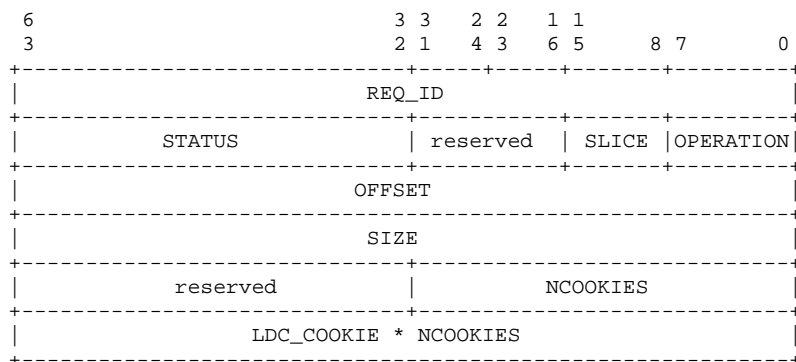 6 3 3 2 2 1 1
3 2 1 4 3 6 5 8 7 0
REQ_ID
STATUS reserved SLICE OPERATION
OFFSET
SIZE
reserved NCOOKIES
LDC_COOKIE * NCOOKIES